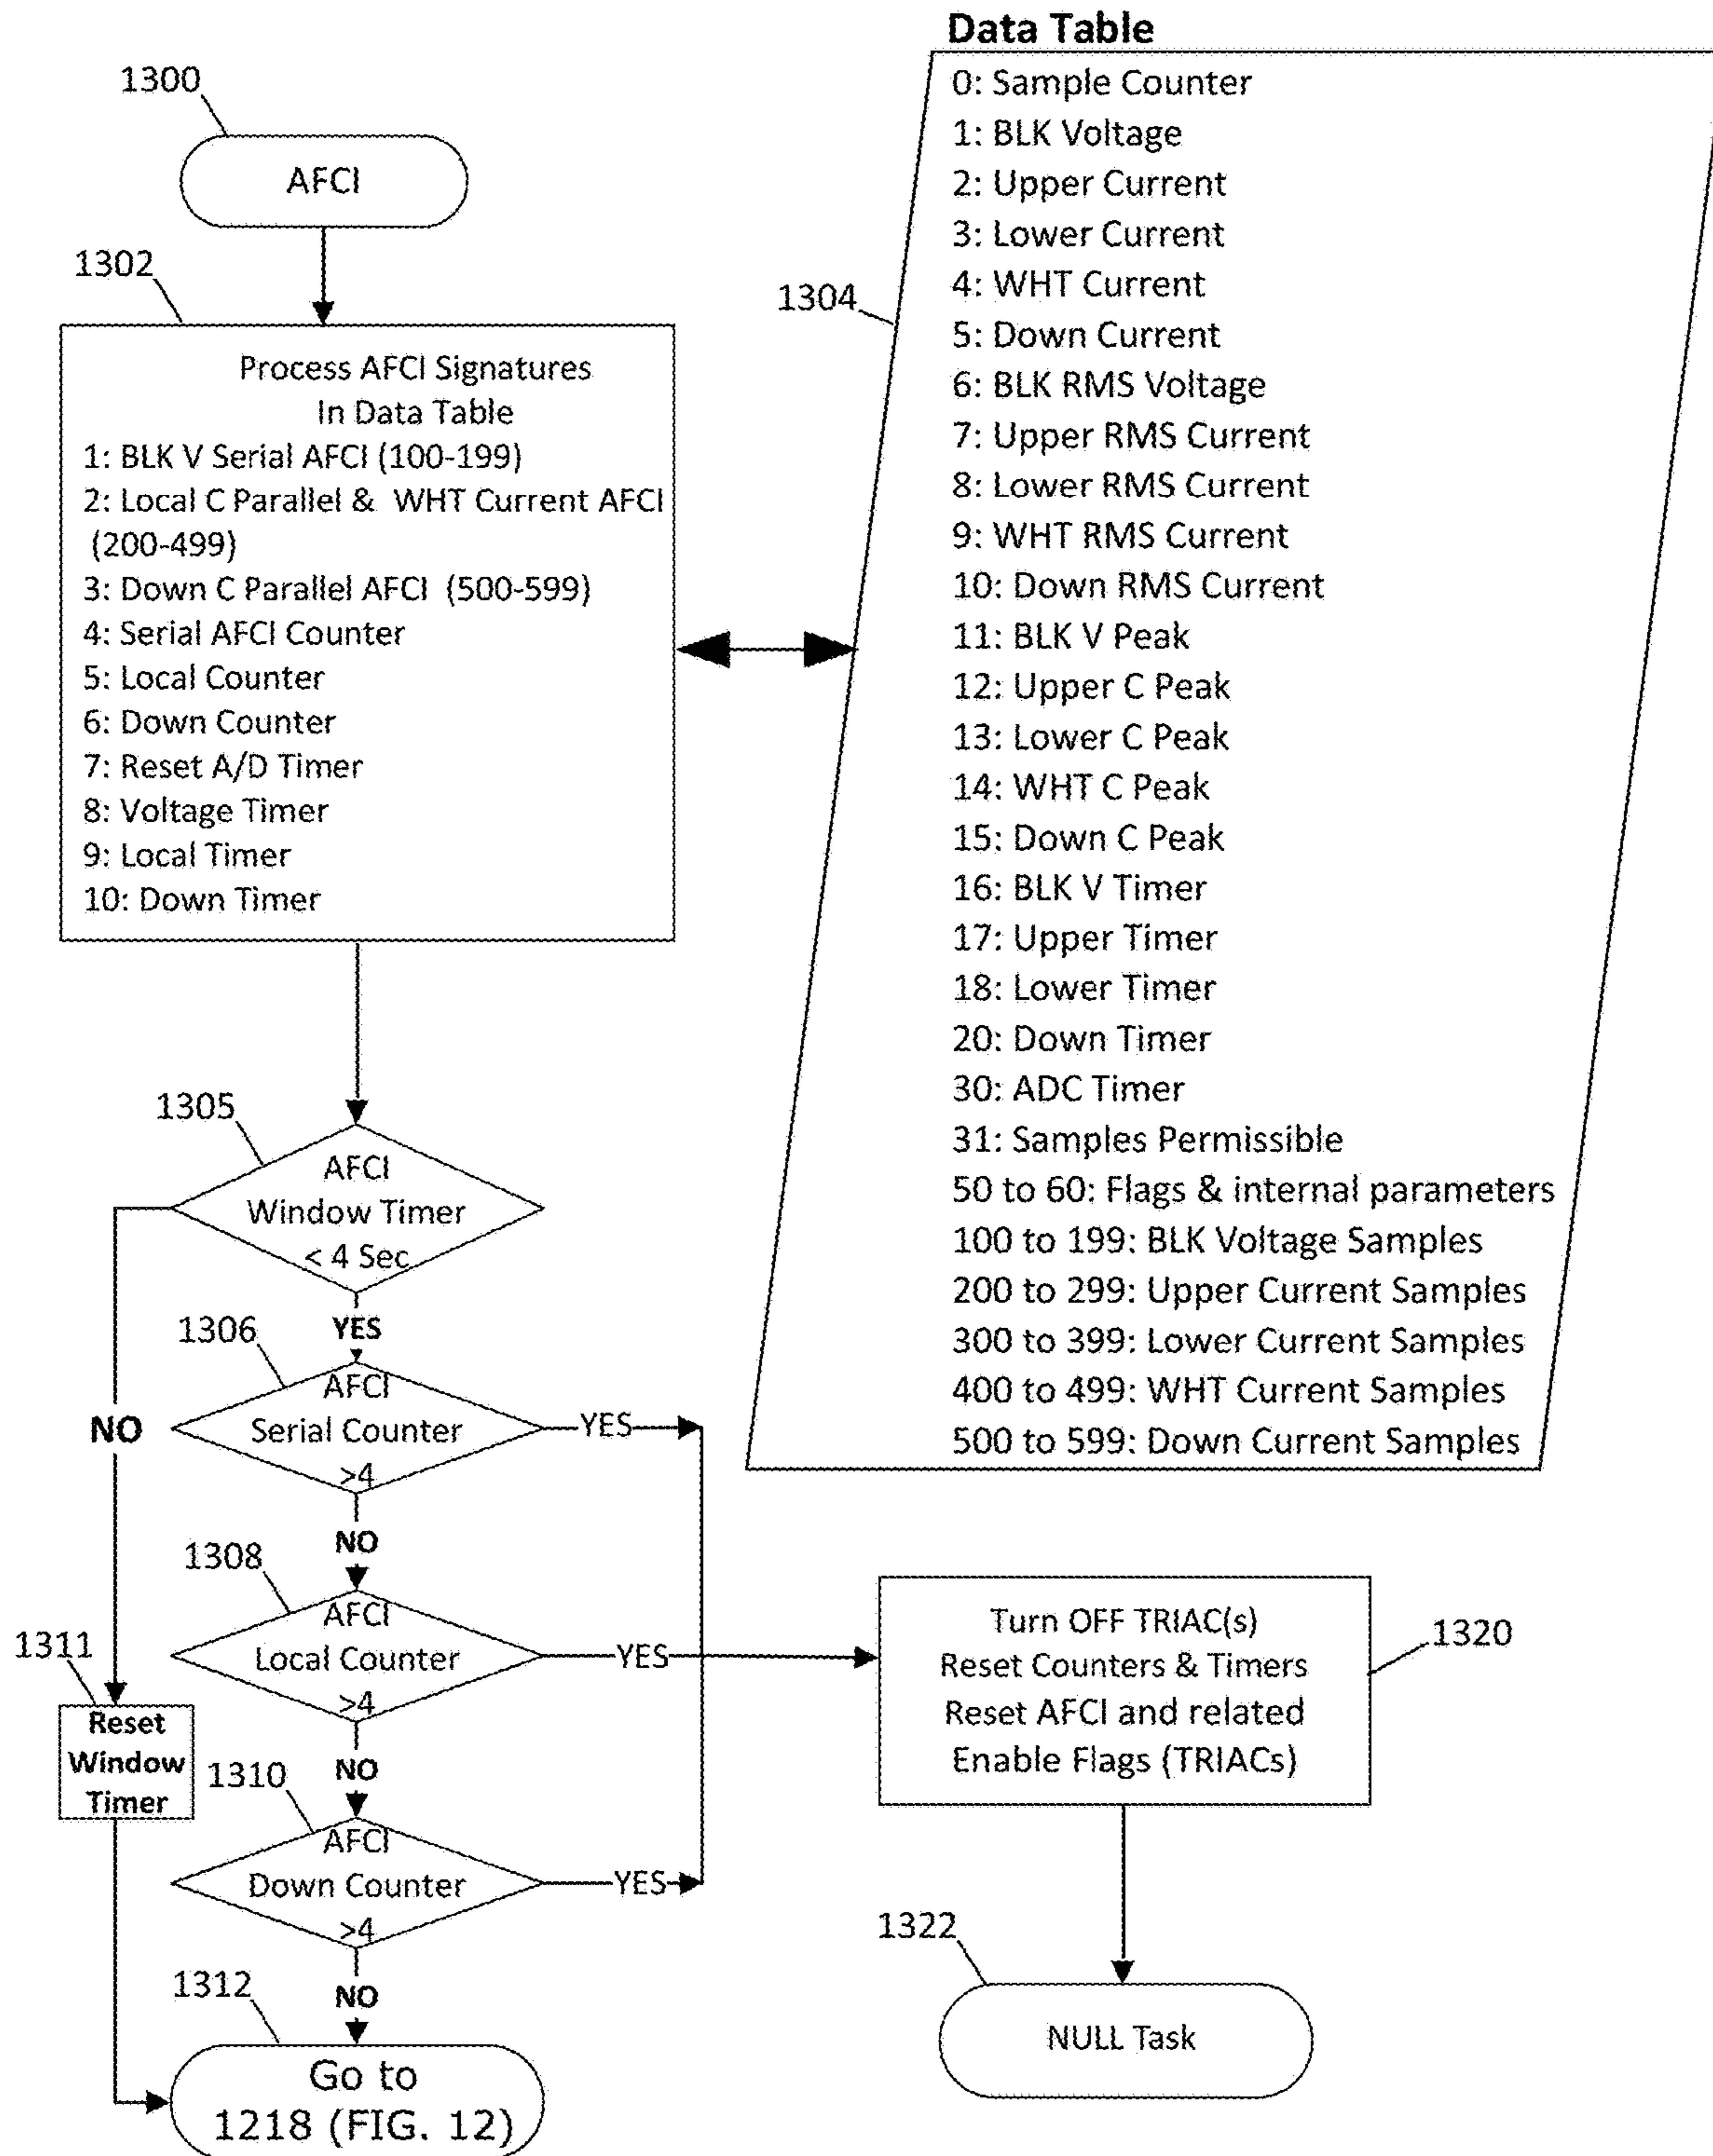 1300
AFCI
1302
Process AFCI Signatures
In Data Table
1: BLK V Serial AFCI (100-199)
2: Local C Parallel & WHT Current AFCI
(200-499)
3: Down C Parallel AFCI (500-599)
4: Serial AFCI Counter
5: Local Counter
6: Down Counter
7: Reset A/D Timer
8: Voltage Timer
9: Local Timer
10: Down Timer
Data Table
1304
0: Sample Counter
1: BLK Voltage
2: Upper Current
3: Lower Current
4: WHT Current
5: Down Current
6: BLK RMS Voltage
7: Upper RMS Current
8: Lower RMS Current
9: WHT RMS Current
10: Down RMS Current
11: BLK V Peak
12: Upper C Peak
13: Lower C Peak
14: WHT C Peak
15: Down C Peak
16: BLK V Timer
17: Upper Timer
18: Lower Timer
20: Down Timer
30: ADC Timer
31: Samples Permissible
50 to 60: Flags & internal parameters
100 to 199: BLK Voltage Samples
200 to 299: Upper Current Samples
300 to 399: Lower Current Samples
400 to 499: WHT Current Samples
500 to 599: Down Current Samples
1305
AFCI
Window Timer
< 4 Sec
YES
NO
1306
AFCI
Serial Counter
>4
YES
NO
1308
AFCI
Local Counter
>4
YES
NO
1311
Reset
Window
Timer
1310
AFCI
Down Counter
>4
YES
NO
1312
Go to
1218 (FIG. 12)
1320
Turn OFF TRIAC(s)
Reset Counters & Timers
Reset AFCI and related
Enable Flags (TRIACs)
1322
NULL Task